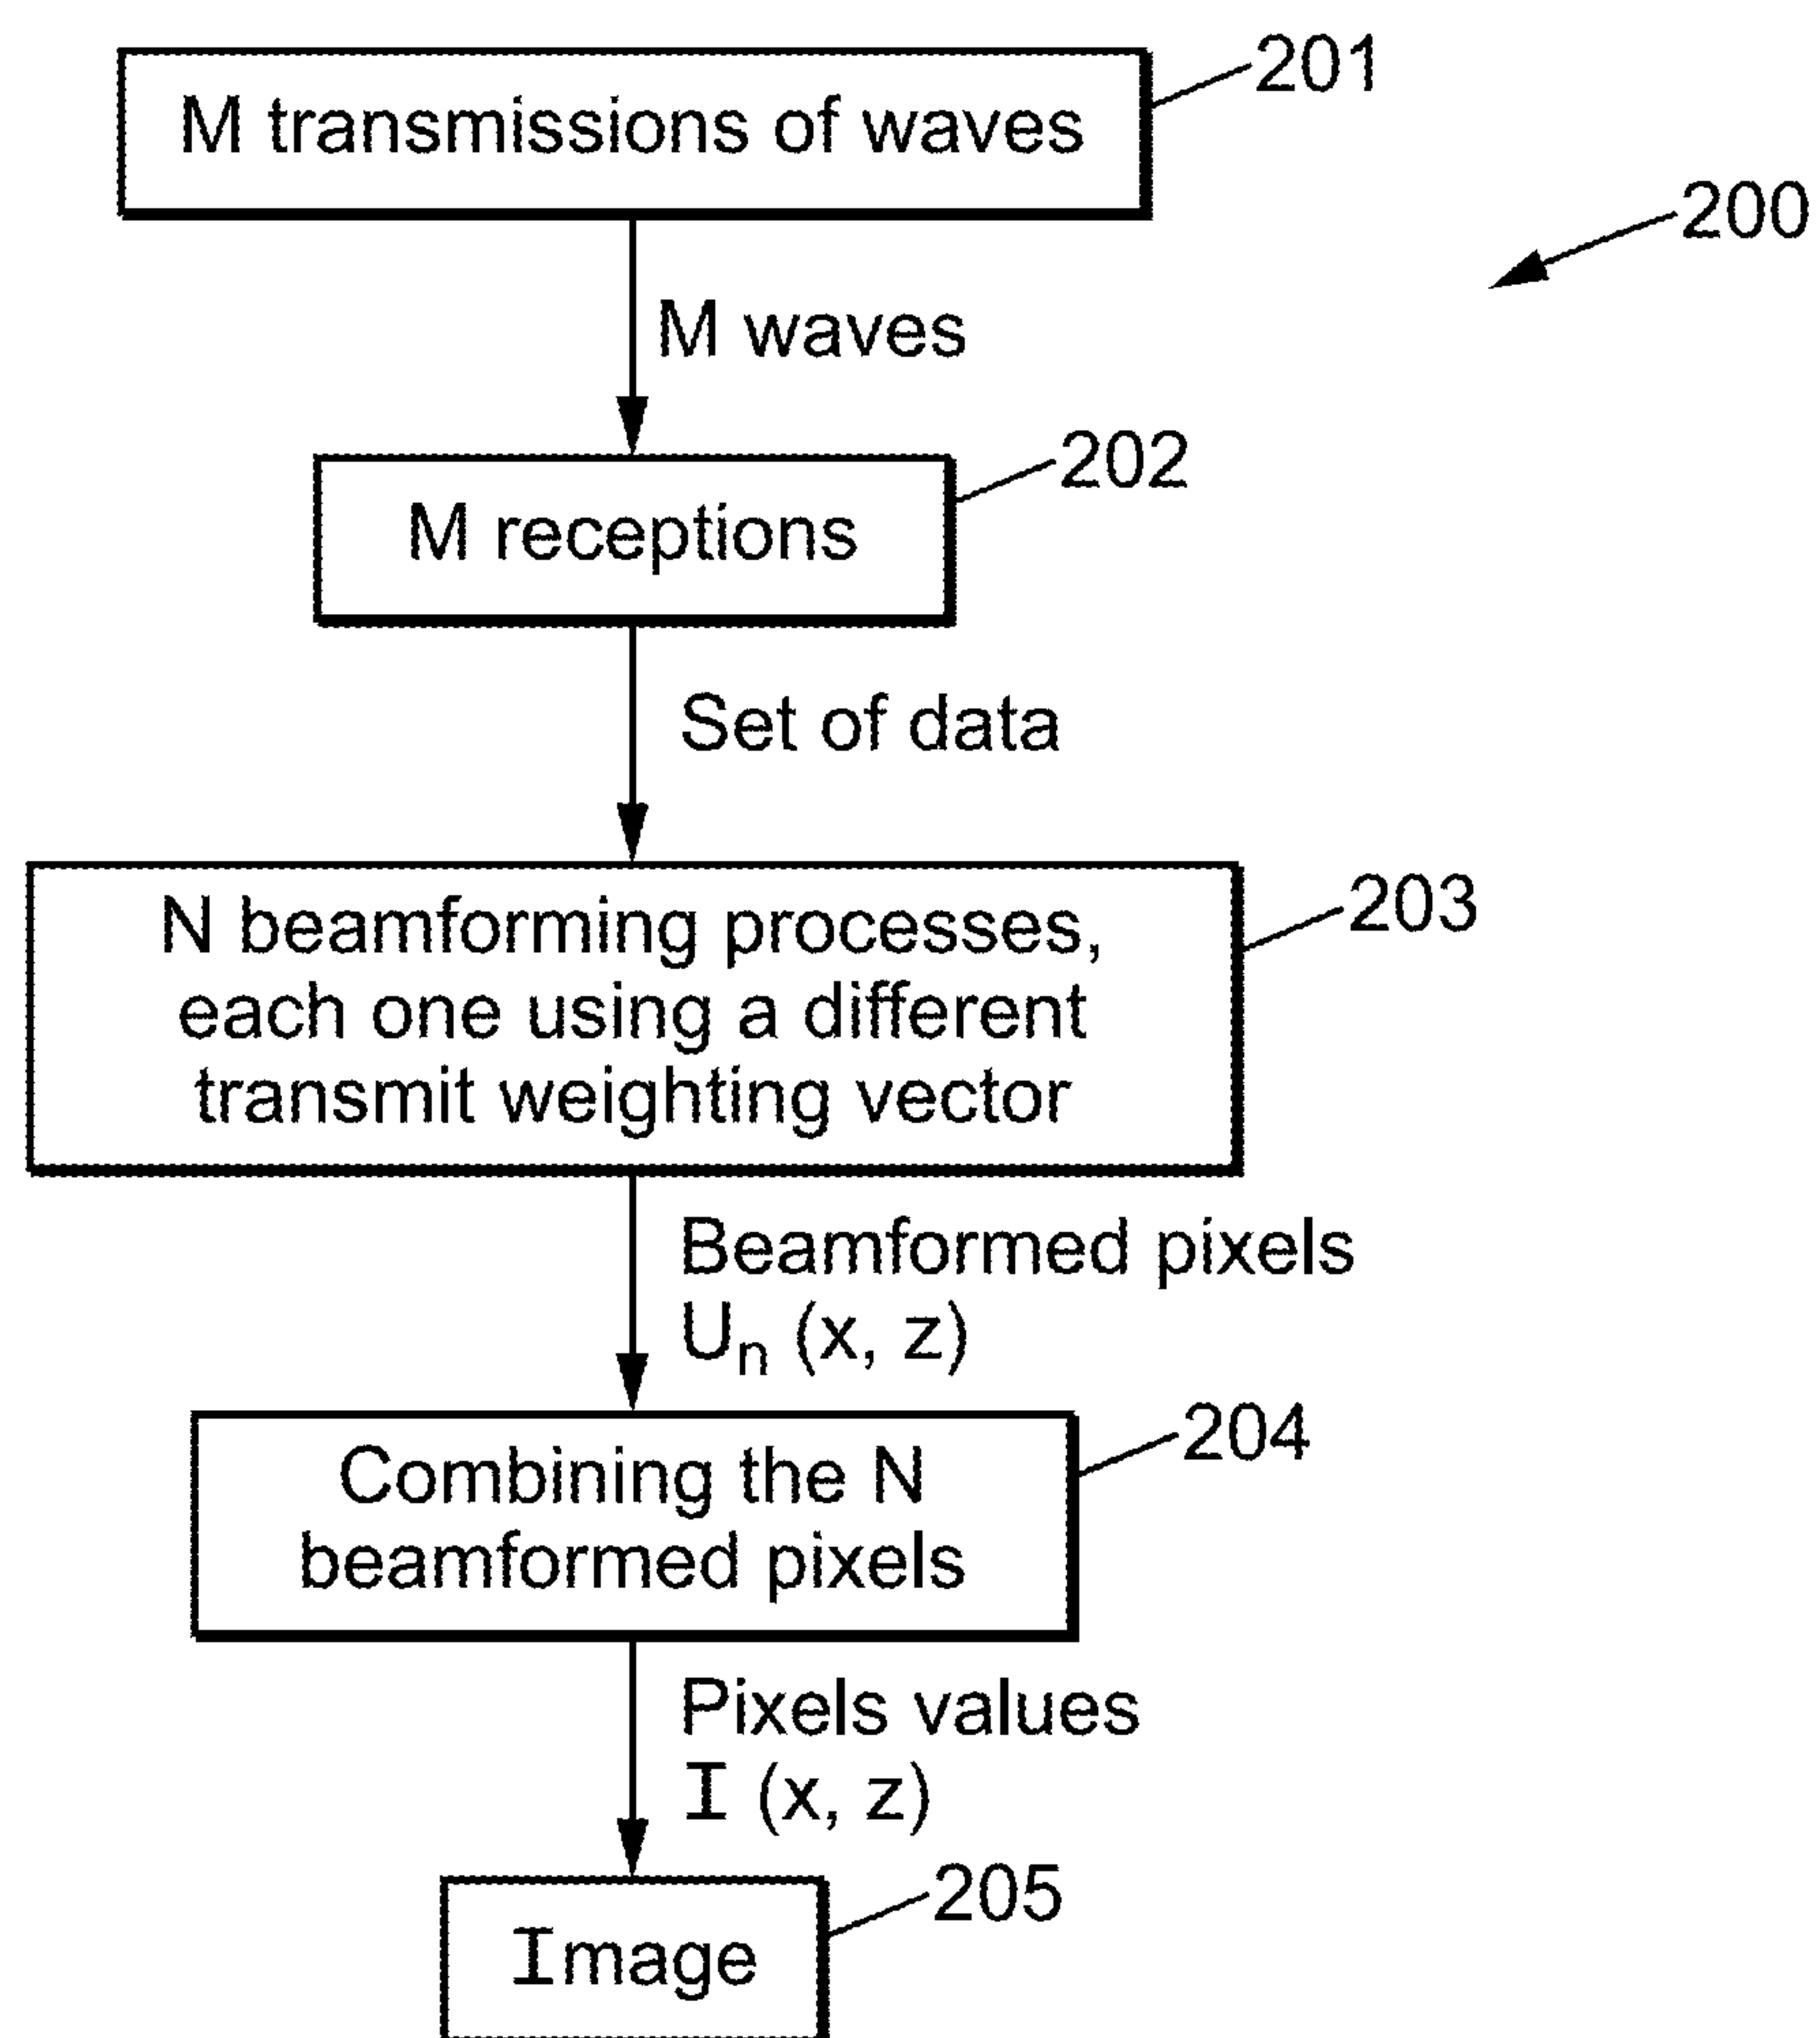 M transmissions of waves
201
200
M waves
M receptions
202
Set of data
N beamforming processes,
each one using a different
transmit weighting vector
203
Beamformed pixels
Un (x, z)
Combining the N
beamformed pixels
204
Pixels values
I (x, z)
Image
205